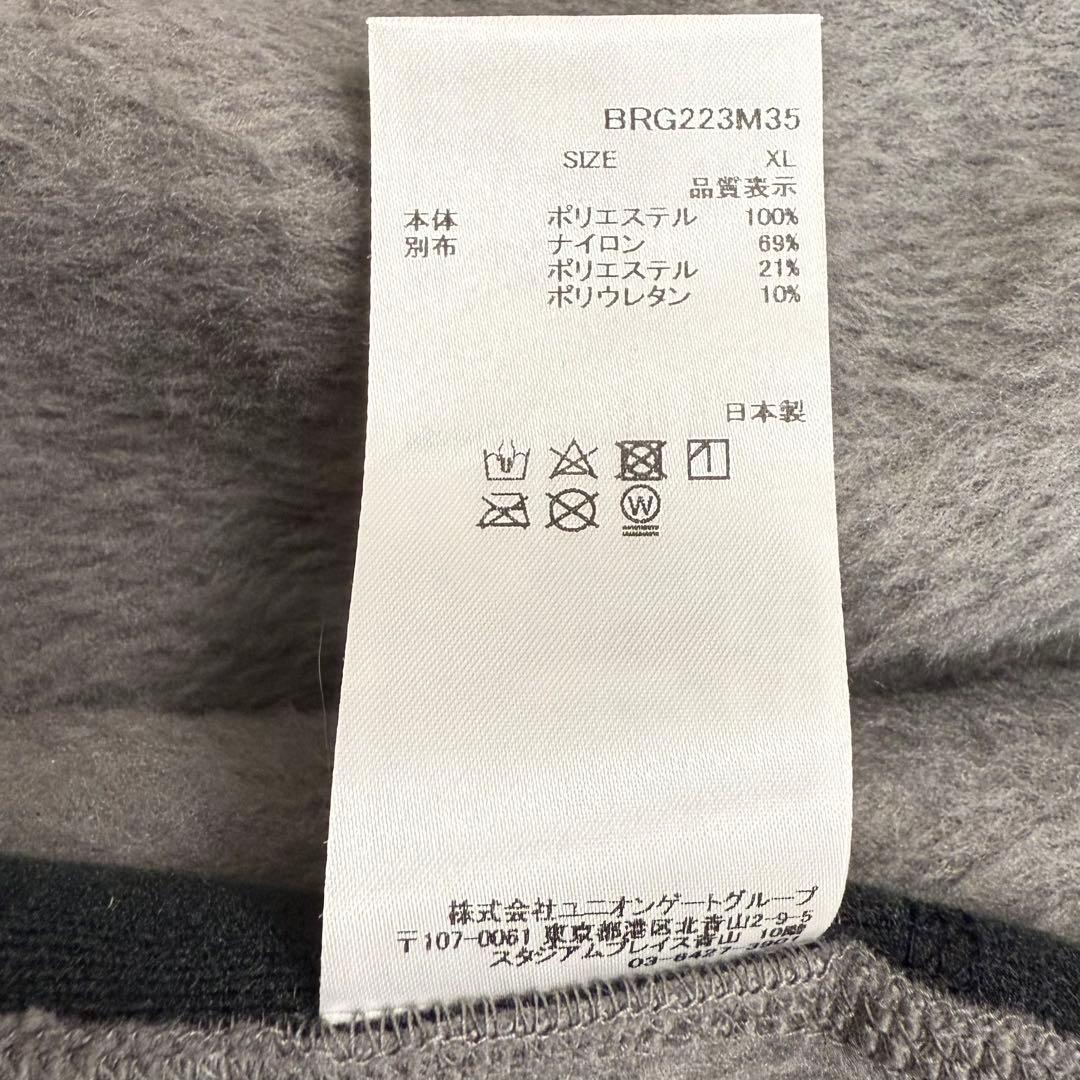 BRG223M35
SIZE XL
品質表示
本体 ポリエステル 100%
別布 ナイロン 69%
ポリエステル 21%
ポリウレタン 10%
日本製
W
株式会社ユニオンゲートグループ
〒107-0061 東京都港区北青山2-9-5
スタジアムプレイス青山 10階